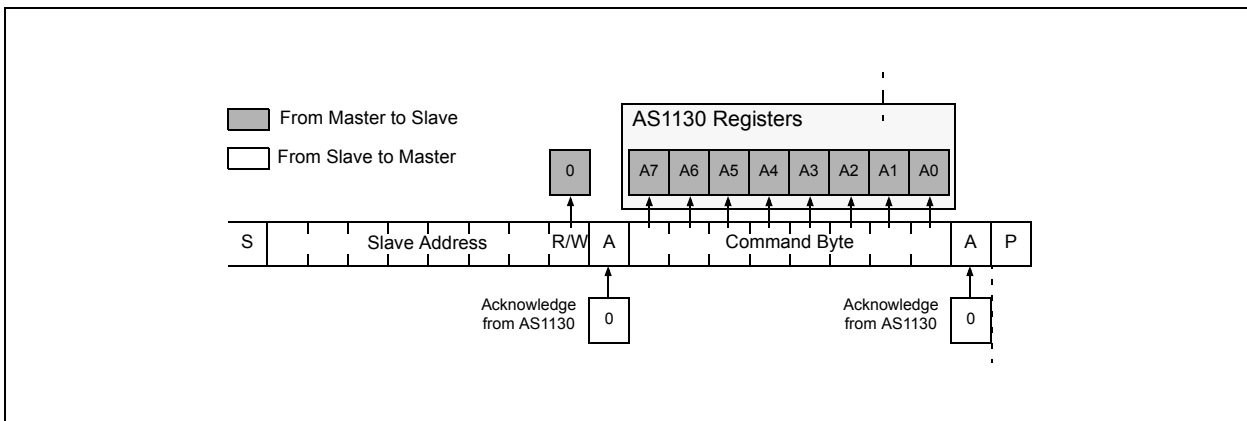 From Master to Slave
From Slave to Master
AS1130 Registers
0
A7 A6 A5 A4 A3 A2 A1 A0
S Slave Address R/W A Command Byte A P
Acknowledge
from AS1130
0
Acknowledge
from AS1130
0